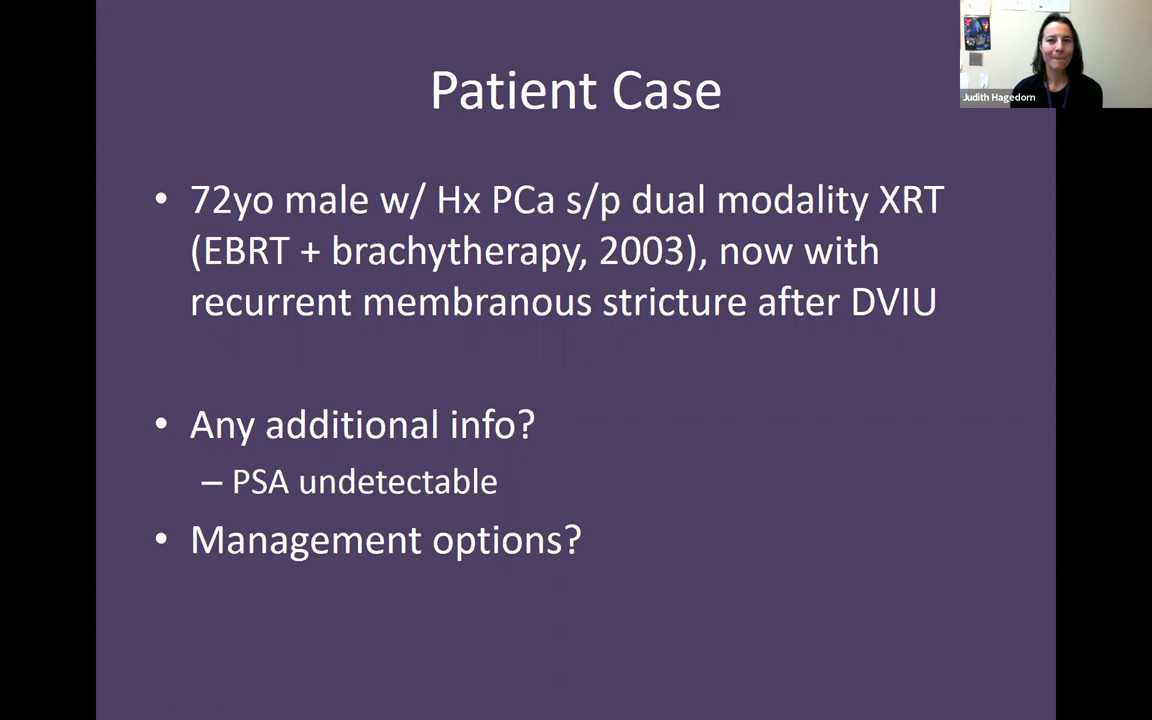 Patient Case
Judith Hagedorn
• 72yo male w/ Hx PCa s/p dual modality XRT
(EBRT + brachytherapy, 2003), now with
recurrent membranous stricture after DVIU
• Any additional info?
– PSA undetectable
• Management options?